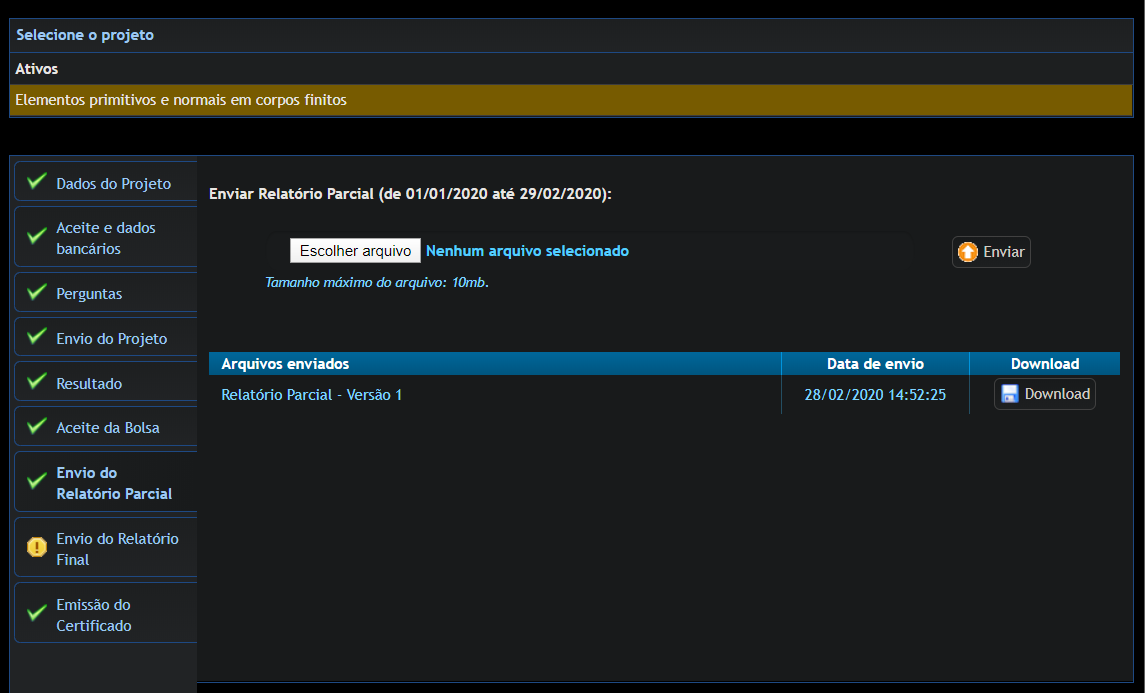 Selecione o projeto
Ativos
Elementos primitivos e normais em corpos finitos
Dados do Projeto
Aceite e dados
bancários
Perguntas
Envio do Projeto
Resultado
Aceite da Bolsa
Envio do
Relatório Parcial
Envio do Relatório
Final
Emissão do
Certificado
Enviar Relatório Parcial (de 01/01/2020 até 29/02/2020):
Escolher arquivo Nenhum arquivo selecionado
Enviar
Tamanho máximo do arquivo: 10mb.
Arquivos enviados Data de envio Download
Relatório Parcial - Versão 1 28/02/2020 14:52:25 Download